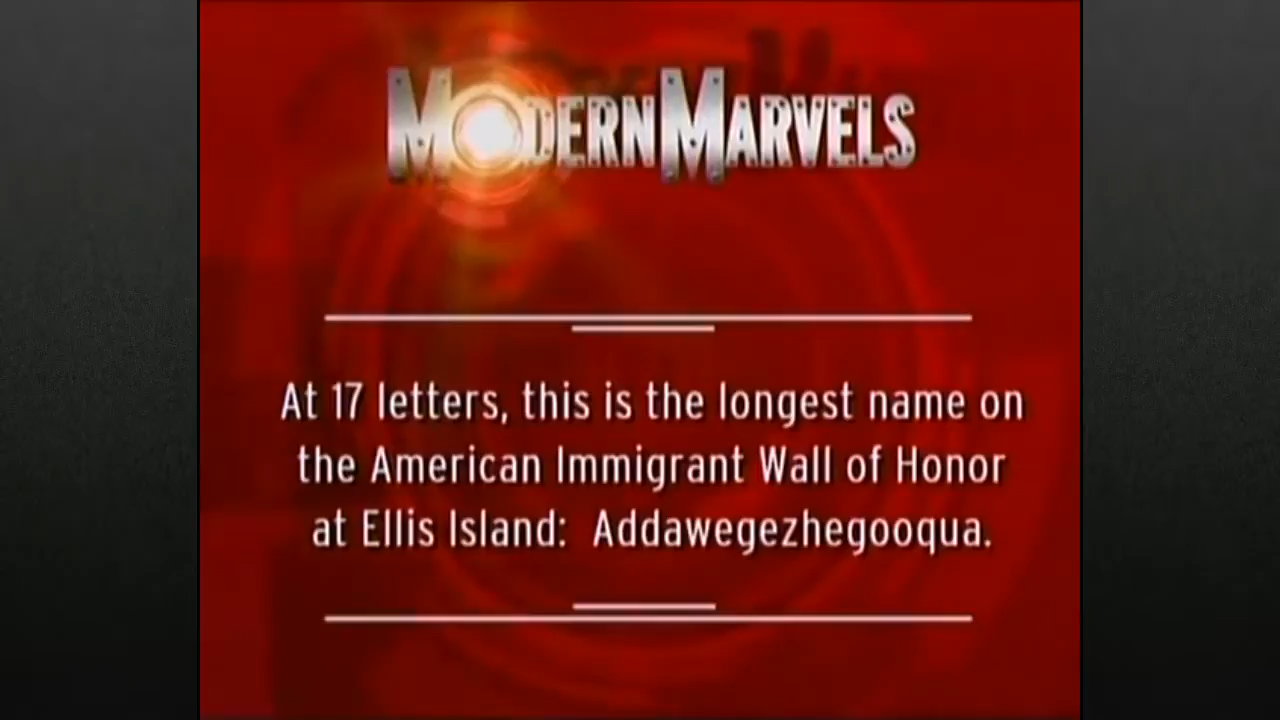 MODERN MARVELS
At 17 letters, this is the longest name on
the American Immigrant Wall of Honor
at Ellis Island: Addawegezhegooqua.